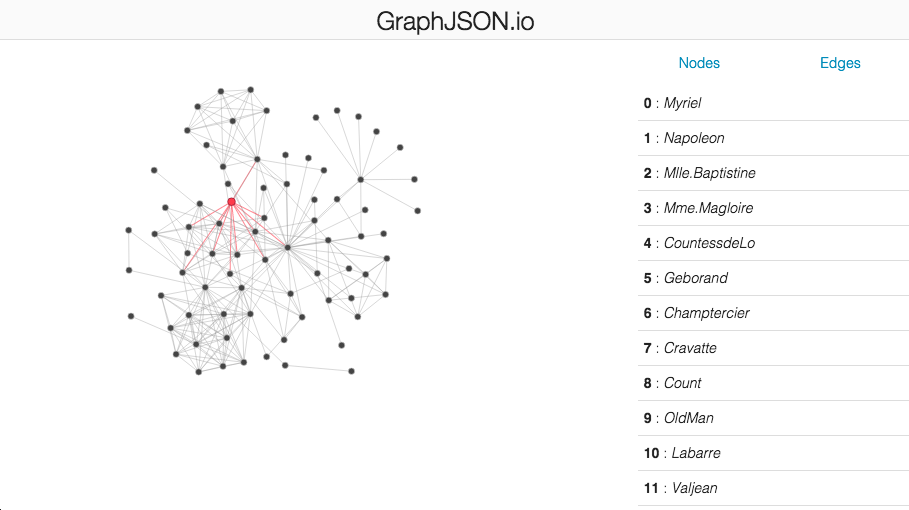 GraphJSON.io
Nodes Edges
0 : Myriel
1 : Napoleon
2 : Mlle.Baptistine
3 : Mme.Magloire
4 : CountessdeLo
5 : Geborand
6 : Champtercier
7 : Cravatte
8 : Count
9 : OldMan
10 : Labarre
11 : Valjean